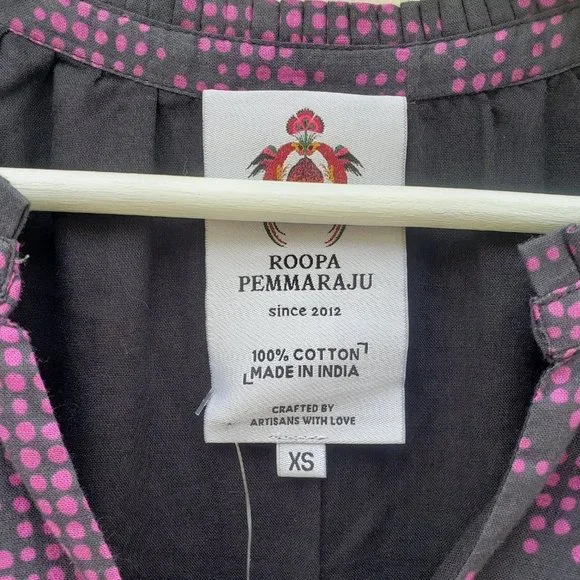 ROOPA
PEMMARAJU
since 2012
100% COTTON
MADE IN INDIA
CRAFTED BY
ARTISANS WITH LOVE
XS